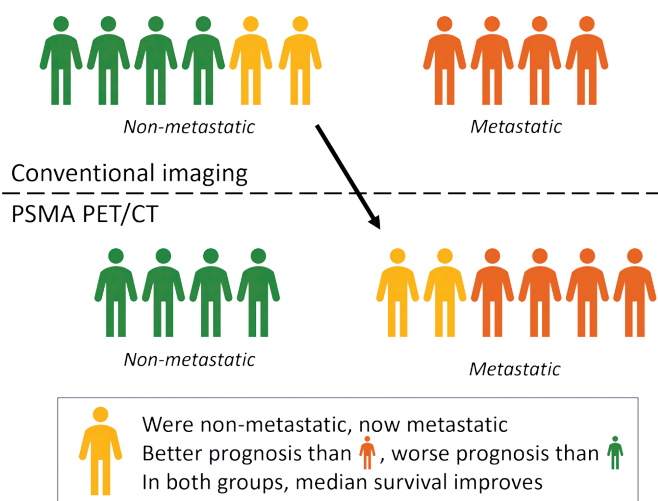 Non-metastatic
Metastatic
Conventional imaging
PSMA PET/CT
Non-metastatic
Metastatic
Were non-metastatic, now metastatic
Better prognosis than , worse prognosis than
In both groups, median survival improves